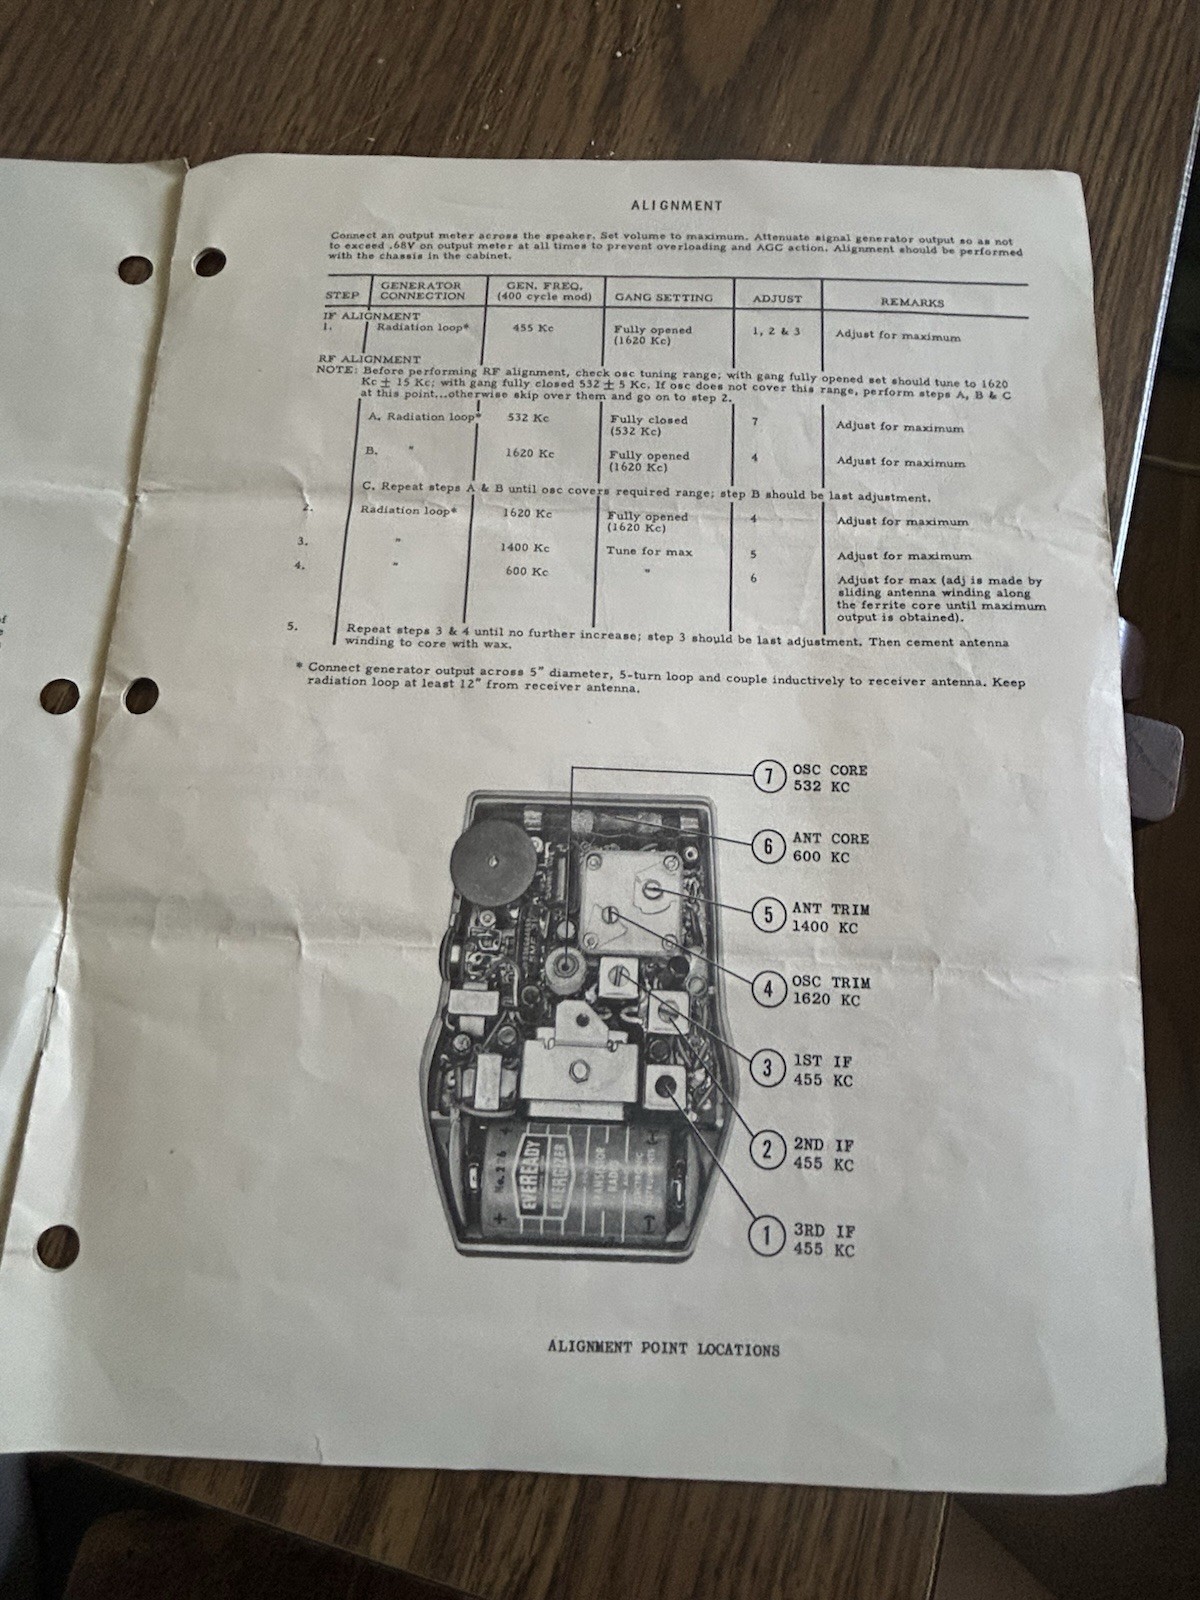 ALIGNMENT
Connect an output meter across the speaker. Set volume to maximum. Attenuate signal generator output so as not
to exceed .68V on output meter at all times to prevent overloading and AGC action. Alignment should be performed
with the chassis in the cabinet.
STEP GENERATOR CONNECTION GEN. FREQ. (400 cycle mod) GANG SETTING ADJUST REMARKS
IF ALIGNMENT
1. Radiation loop* 455 Kc Fully opened (1620 Kc) 1, 2 & 3 Adjust for maximum
RF ALIGNMENT
NOTE: Before performing RF alignment, check osc tuning range; with gang fully opened set should tune to 1620
Kc ± 15 Kc; with gang fully closed 532 ± 5 Kc. If osc does not cover this range, perform steps A, B & C
at this point...otherwise skip over them and go on to step 2.
A. Radiation loop* 532 Kc Fully closed (532 Kc) 7 Adjust for maximum
B. " 1620 Kc Fully opened (1620 Kc) 4 Adjust for maximum
C. Repeat steps A & B until osc covers required range; step B should be last adjustment.
2. Radiation loop* 1620 Kc Fully opened (1620 Kc) 4 Adjust for maximum
3. " 1400 Kc Tune for max 5 Adjust for maximum
4. " 600 Kc " 6 Adjust for max (adj is made by
sliding antenna winding along
the ferrite core until maximum
output is obtained).
5. Repeat steps 3 & 4 until no further increase; step 3 should be last adjustment. Then cement antenna
winding to core with wax.
* Connect generator output across 5" diameter, 5-turn loop and couple inductively to receiver antenna. Keep
radiation loop at least 12" from receiver antenna.
7 OSC CORE
532 KC
6 ANT CORE
600 KC
5 ANT TRIM
1400 KC
4 OSC TRIM
1620 KC
3 1ST IF
455 KC
2 2ND IF
455 KC
1 3RD IF
455 KC
No. 226
EVEREADY
ENERGIZER
TRANSISTOR
RADIO
ALIGNMENT POINT LOCATIONS